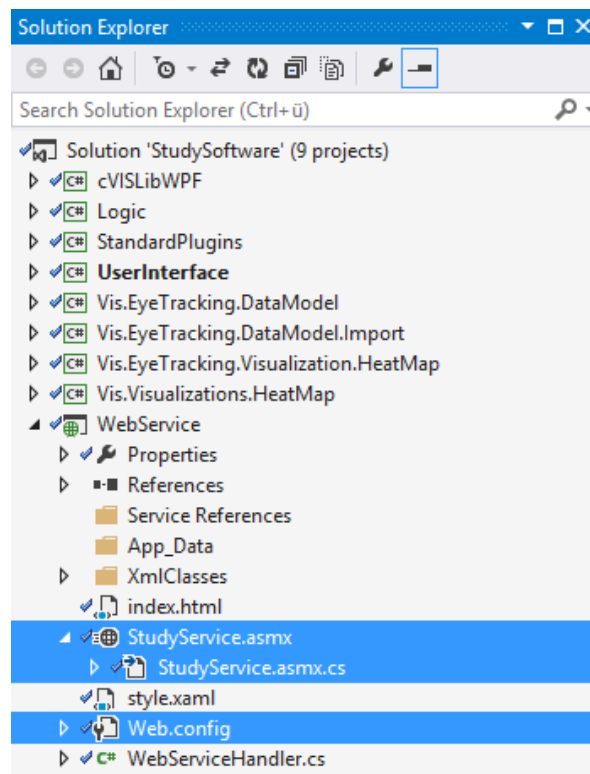 Solution Explorer
Search Solution Explorer (Ctrl+ü)
Solution 'StudySoftware' (9 projects)
C# cVISLibWPF
C# Logic
C# StandardPlugins
C# UserInterface
C# Vis.EyeTracking.DataModel
C# Vis.EyeTracking.DataModel.Import
C# Vis.EyeTracking.Visualization.HeatMap
C# Vis.Visualizations.HeatMap
WebService
Properties
References
Service References
App_Data
XmlClasses
index.html
StudyService.asmx
StudyService.asmx.cs
style.xaml
Web.config
C# WebServiceHandler.cs